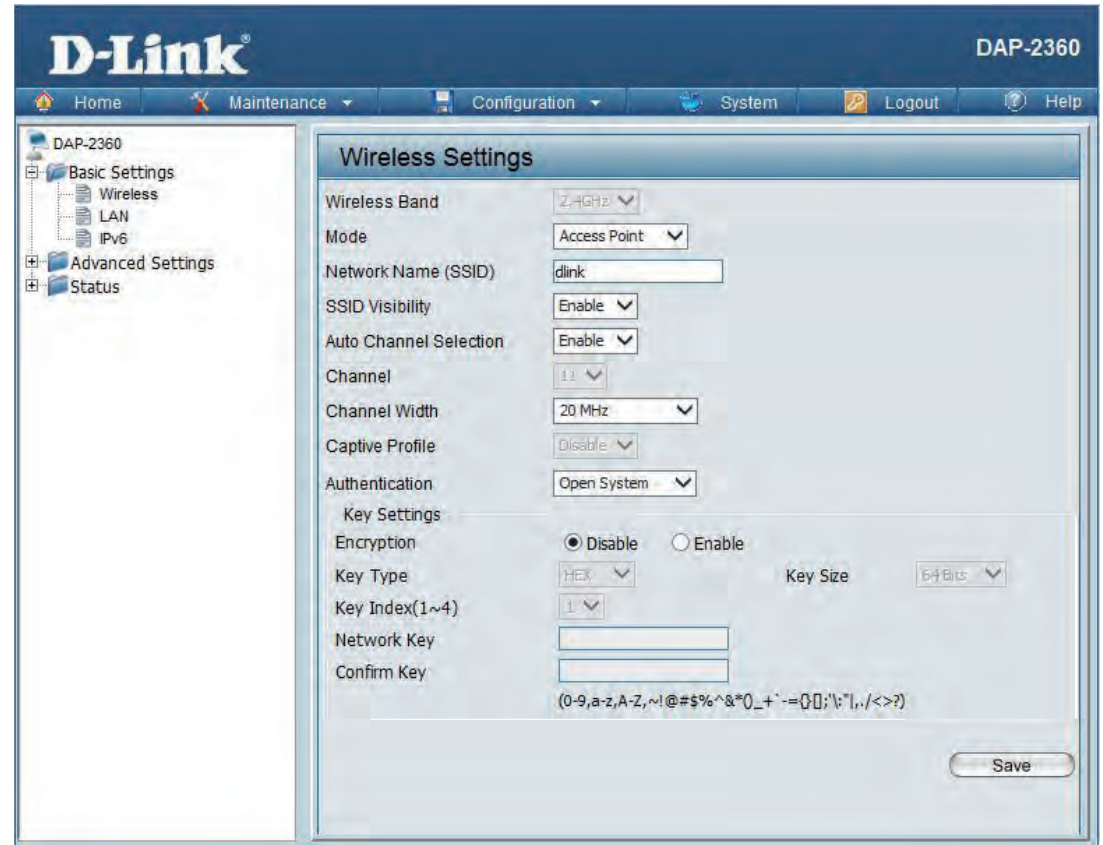 D-Link®
DAP-2360
Home Maintenance Configuration System Logout Help
DAP-2360
Basic Settings
Wireless
LAN
IPv6
Advanced Settings
Status
Wireless Settings
Wireless Band 2.4GHz
Mode Access Point
Network Name (SSID) dlink
SSID Visibility Enable
Auto Channel Selection Enable
Channel 11
Channel Width 20 MHz
Captive Profile Disable
Authentication Open System
Key Settings
Encryption Disable Enable
Key Type HEX Key Size 64 Bits
Key Index(1~4) 1
Network Key
Confirm Key
(0-9,a-z,A-Z,~!@#$%^&*()_+`-={}[];'\:"|,./<>?)
Save